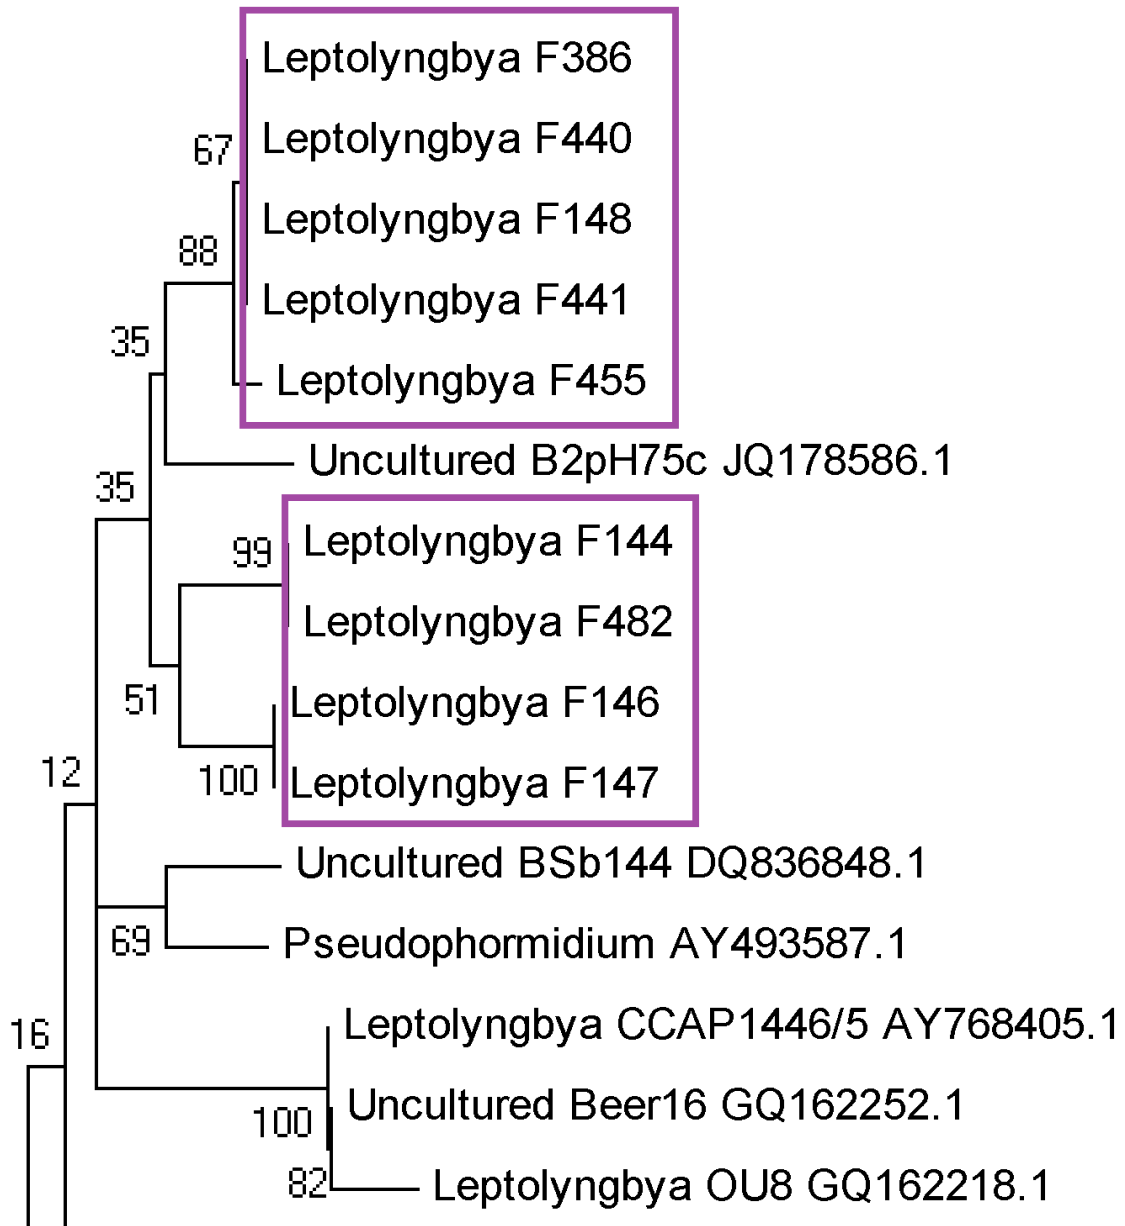 Leptolyngbya F386
Leptolyngbya F440
67
Leptolyngbya F148
88
Leptolyngbya F441
35
Leptolyngbya F455
Uncultured B2pH75c JQ178586.1
35
Leptolyngbya F144
99
Leptolyngbya F482
Leptolyngbya F146
51
Leptolyngbya F147
100
12
Uncultured BSb144 DQ836848.1
69
Pseudophormidium AY493587.1
Leptolyngbya CCAP1446/5 AY768405.1
16
Uncultured Beer16 GQ162252.1
100
Leptolyngbya OU8 GQ162218.1
82